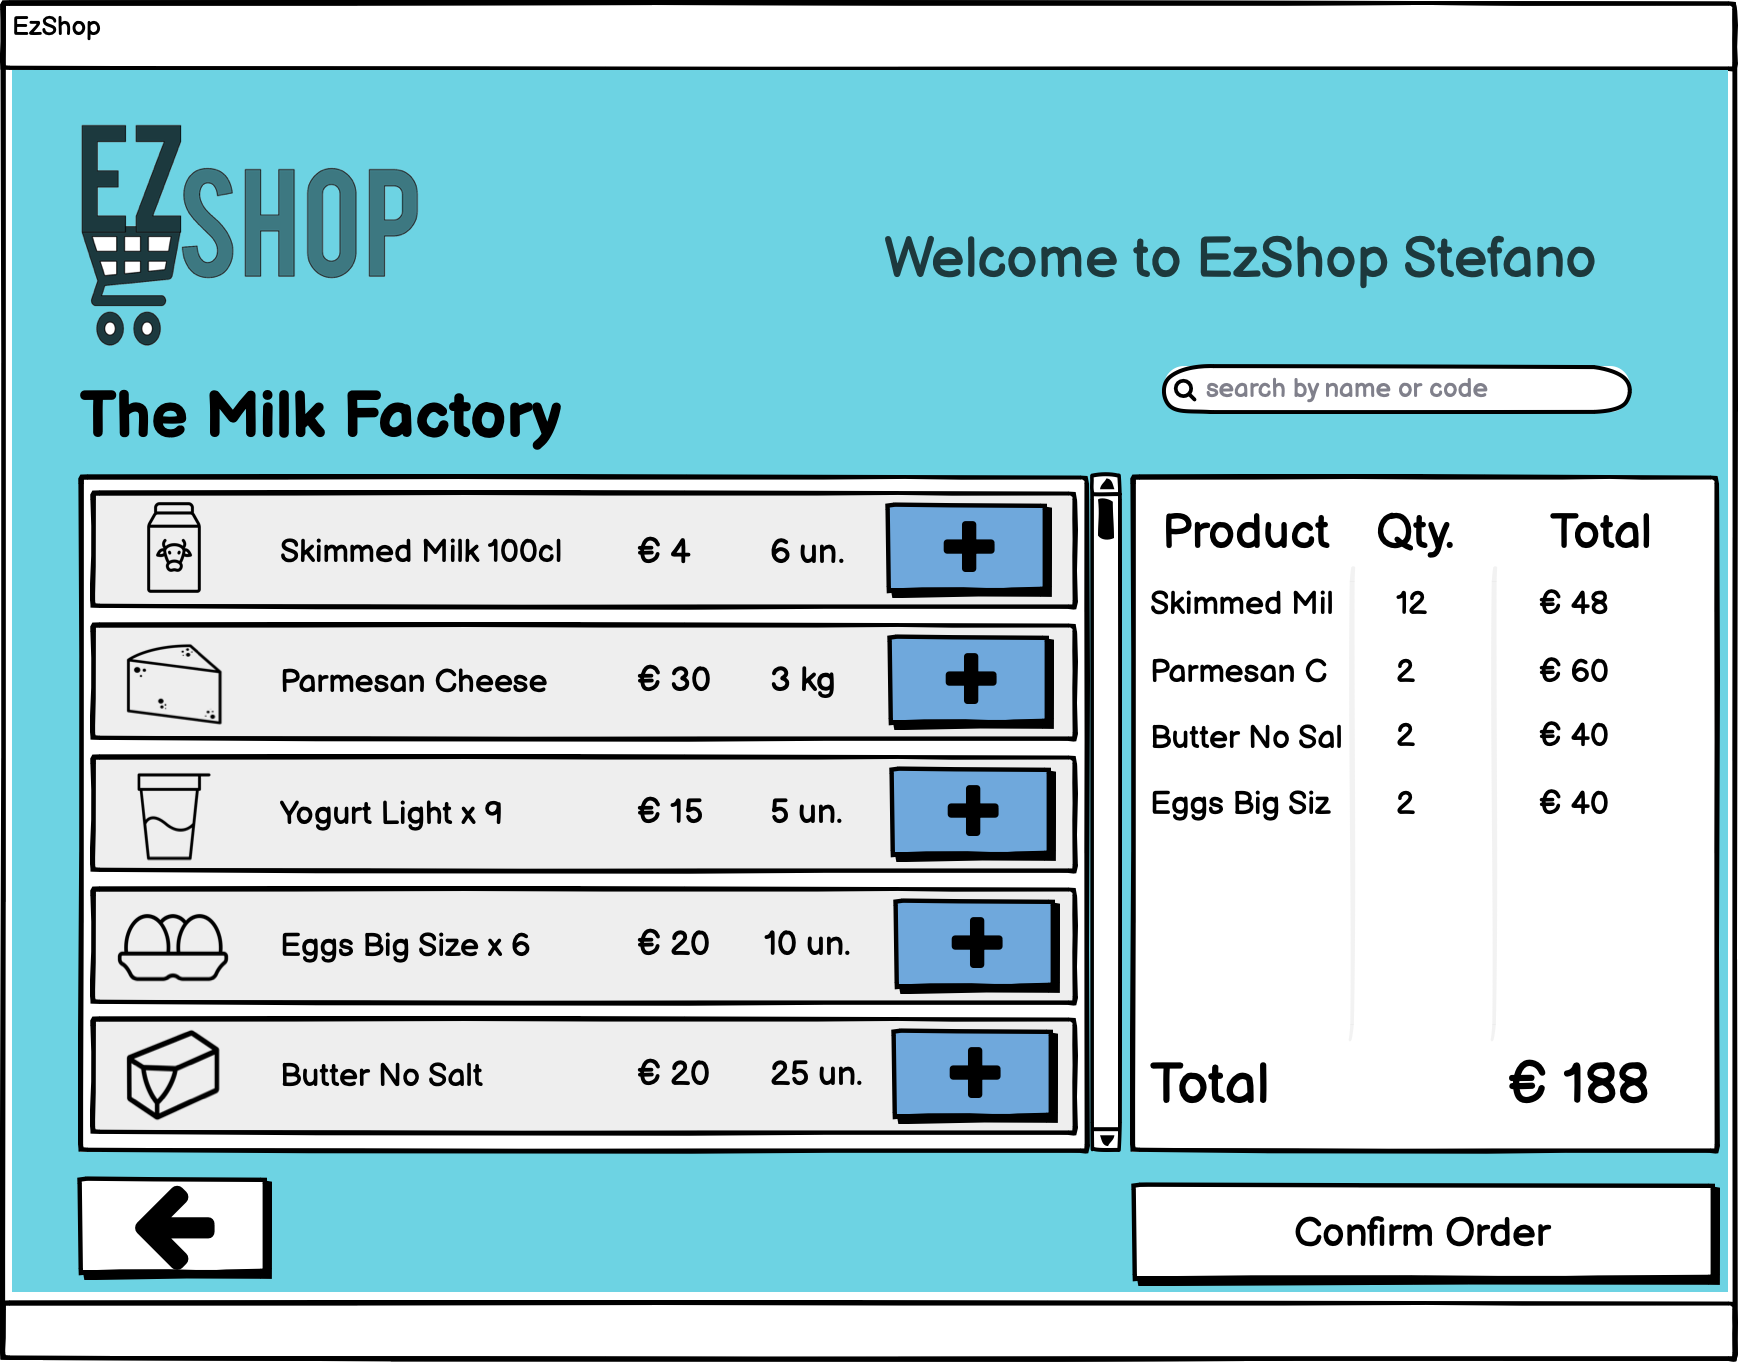 EzShop
EZSHOP
Welcome to EzShop Stefano
search by name or code
The Milk Factory
Skimmed Milk 100cl € 4 6 un.
Parmesan Cheese € 30 3 kg
Yogurt Light x 9 € 15 5 un.
Eggs Big Size x 6 € 20 10 un.
Butter No Salt € 20 25 un.
Product Qty. Total
Skimmed Mil 12 € 48
Parmesan C 2 € 60
Butter No Sal 2 € 40
Eggs Big Siz 2 € 40
Total € 188
Confirm Order